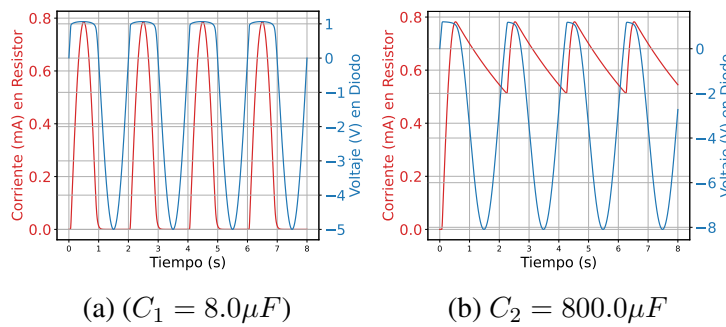 0.8
0.6
0.4
0.2
0.0
Corriente (mA) en Resistor
1
0
−1
−2
−3
−4
−5
Voltaje (V) en Diodo
0 1 2 3 4 5 6 7 8
Tiempo (s)
(a) (C₁ = 8.0μF)
0.8
0.6
0.4
0.2
0.0
Corriente (mA) en Resistor
0
−2
−4
−6
−8
Voltaje (V) en Diodo
0 1 2 3 4 5 6 7 8
Tiempo (s)
(b) C₂ = 800.0μF